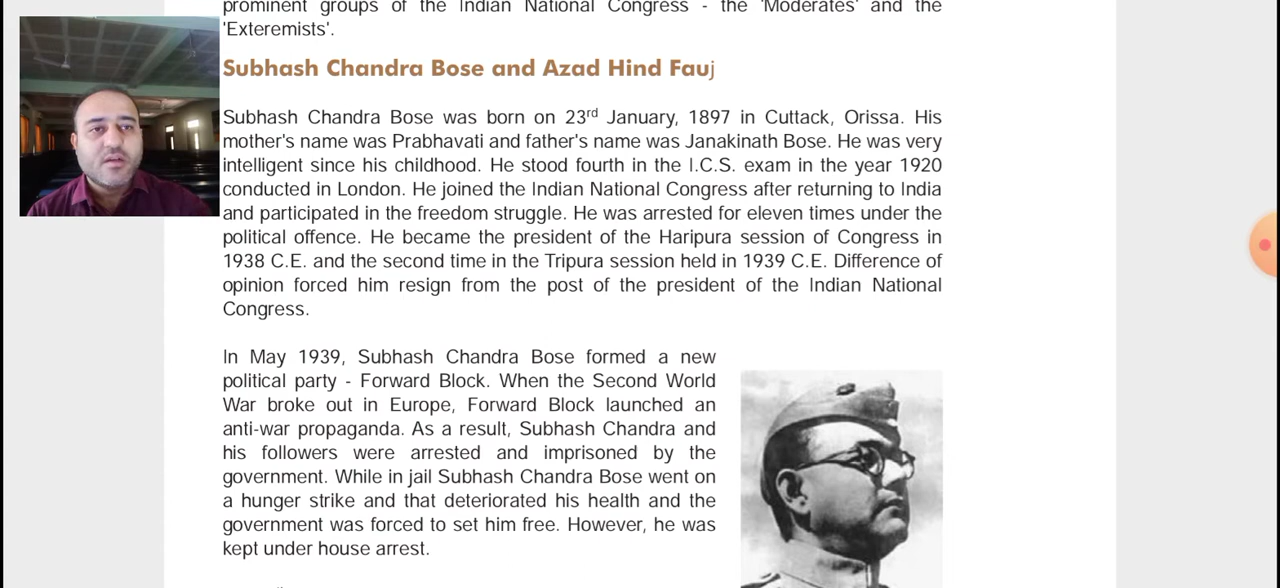 prominent groups of the Indian National Congress - the 'Moderates' and the
'Exteremists'.
Subhash Chandra Bose and Azad Hind Fauj
Subhash Chandra Bose was born on 23rd January, 1897 in Cuttack, Orissa. His
mother's name was Prabhavati and father's name was Janakinath Bose. He was very
intelligent since his childhood. He stood fourth in the I.C.S. exam in the year 1920
conducted in London. He joined the Indian National Congress after returning to India
and participated in the freedom struggle. He was arrested for eleven times under the
political offence. He became the president of the Haripura session of Congress in
1938 C.E. and the second time in the Tripura session held in 1939 C.E. Difference of
opinion forced him resign from the post of the president of the Indian National
Congress.
In May 1939, Subhash Chandra Bose formed a new
political party - Forward Block. When the Second World
War broke out in Europe, Forward Block launched an
anti-war propaganda. As a result, Subhash Chandra and
his followers were arrested and imprisoned by the
government. While in jail Subhash Chandra Bose went on
a hunger strike and that deteriorated his health and the
government was forced to set him free. However, he was
kept under house arrest.